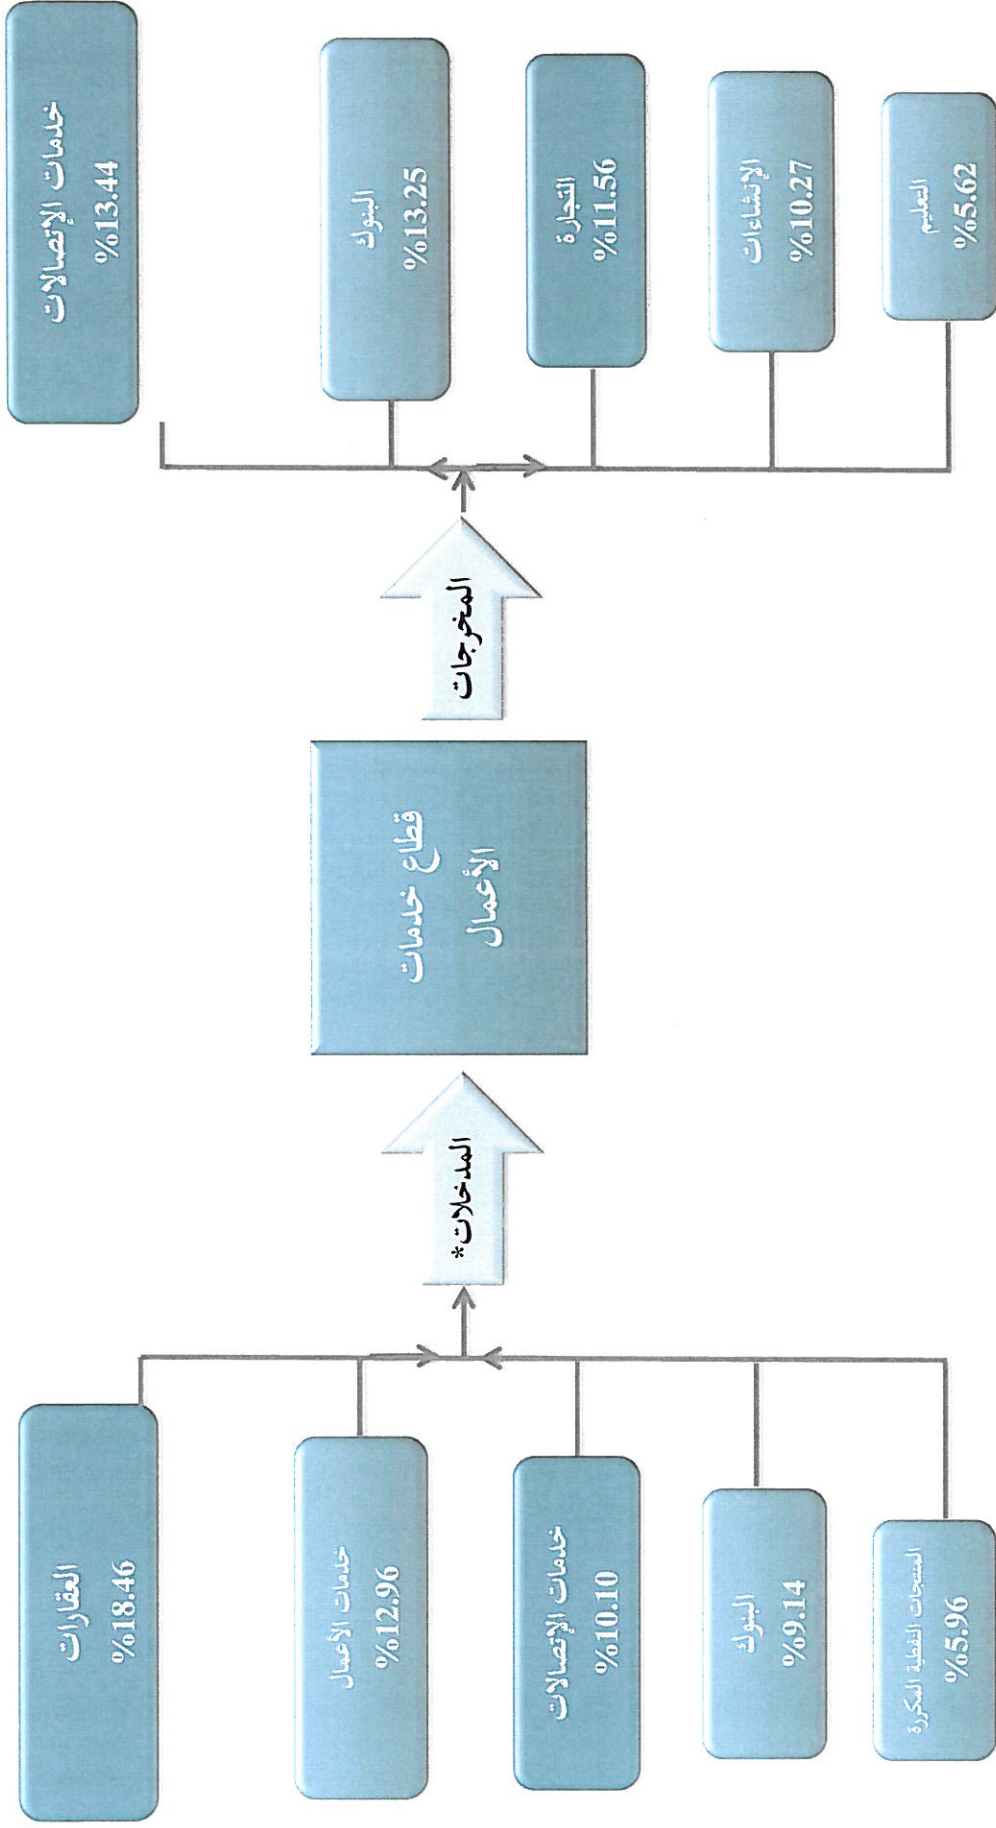 العقارات
%18.46
خدمات الأعمال
%12.96
خدمات الإتصالات
%10.10
البنوك
%9.14
المنتجات النفطية المكررة
%5.96
المدخلات*
قطاع خدمات
الأعمال
المخرجات
خدمات الإتصالات
%13.44
البنوك
%13.25
التجارة
%11.56
الإنشاءات
%10.27
التعليم
%5.62